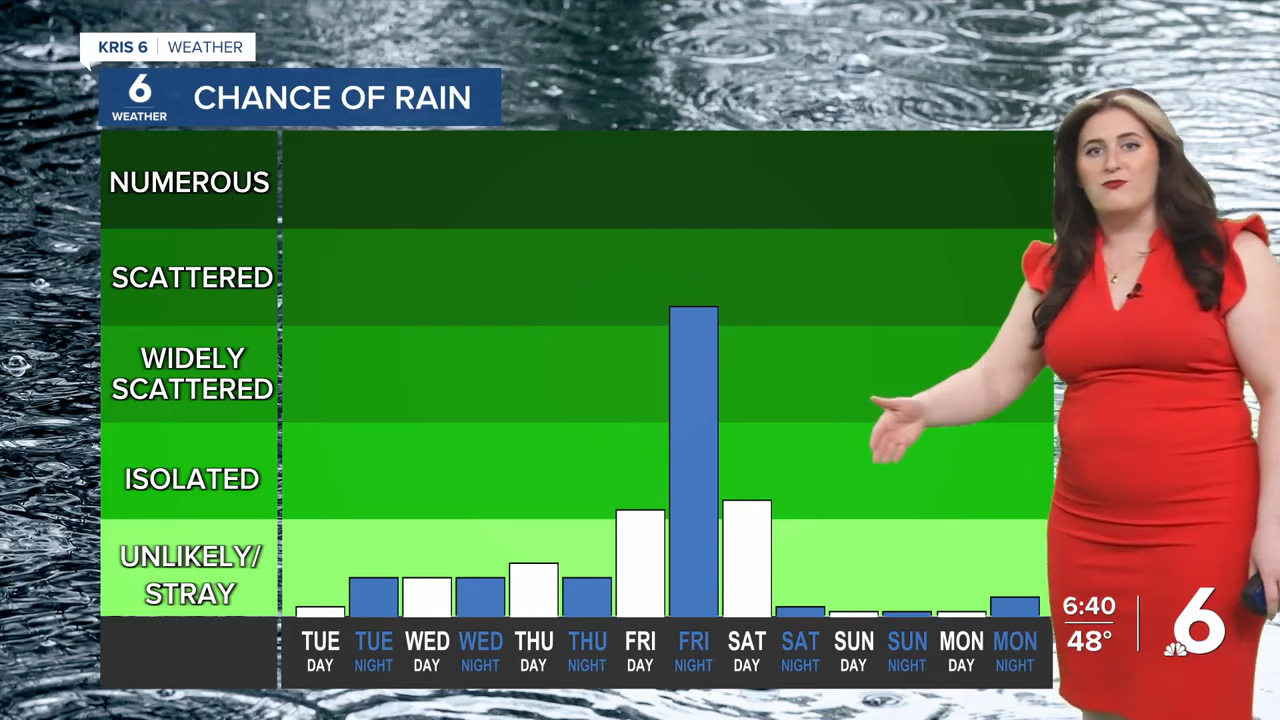 KRIS 6 | WEATHER
6
WEATHER
CHANCE OF RAIN
NUMEROUS
SCATTERED
WIDELY
SCATTERED
ISOLATED
UNLIKELY/
STRAY
TUE TUE WED WED THU THU FRI FRI SAT SAT SUN SUN MON MON
DAY NIGHT DAY NIGHT DAY NIGHT DAY NIGHT DAY NIGHT DAY NIGHT DAY NIGHT
6:40
48°
6